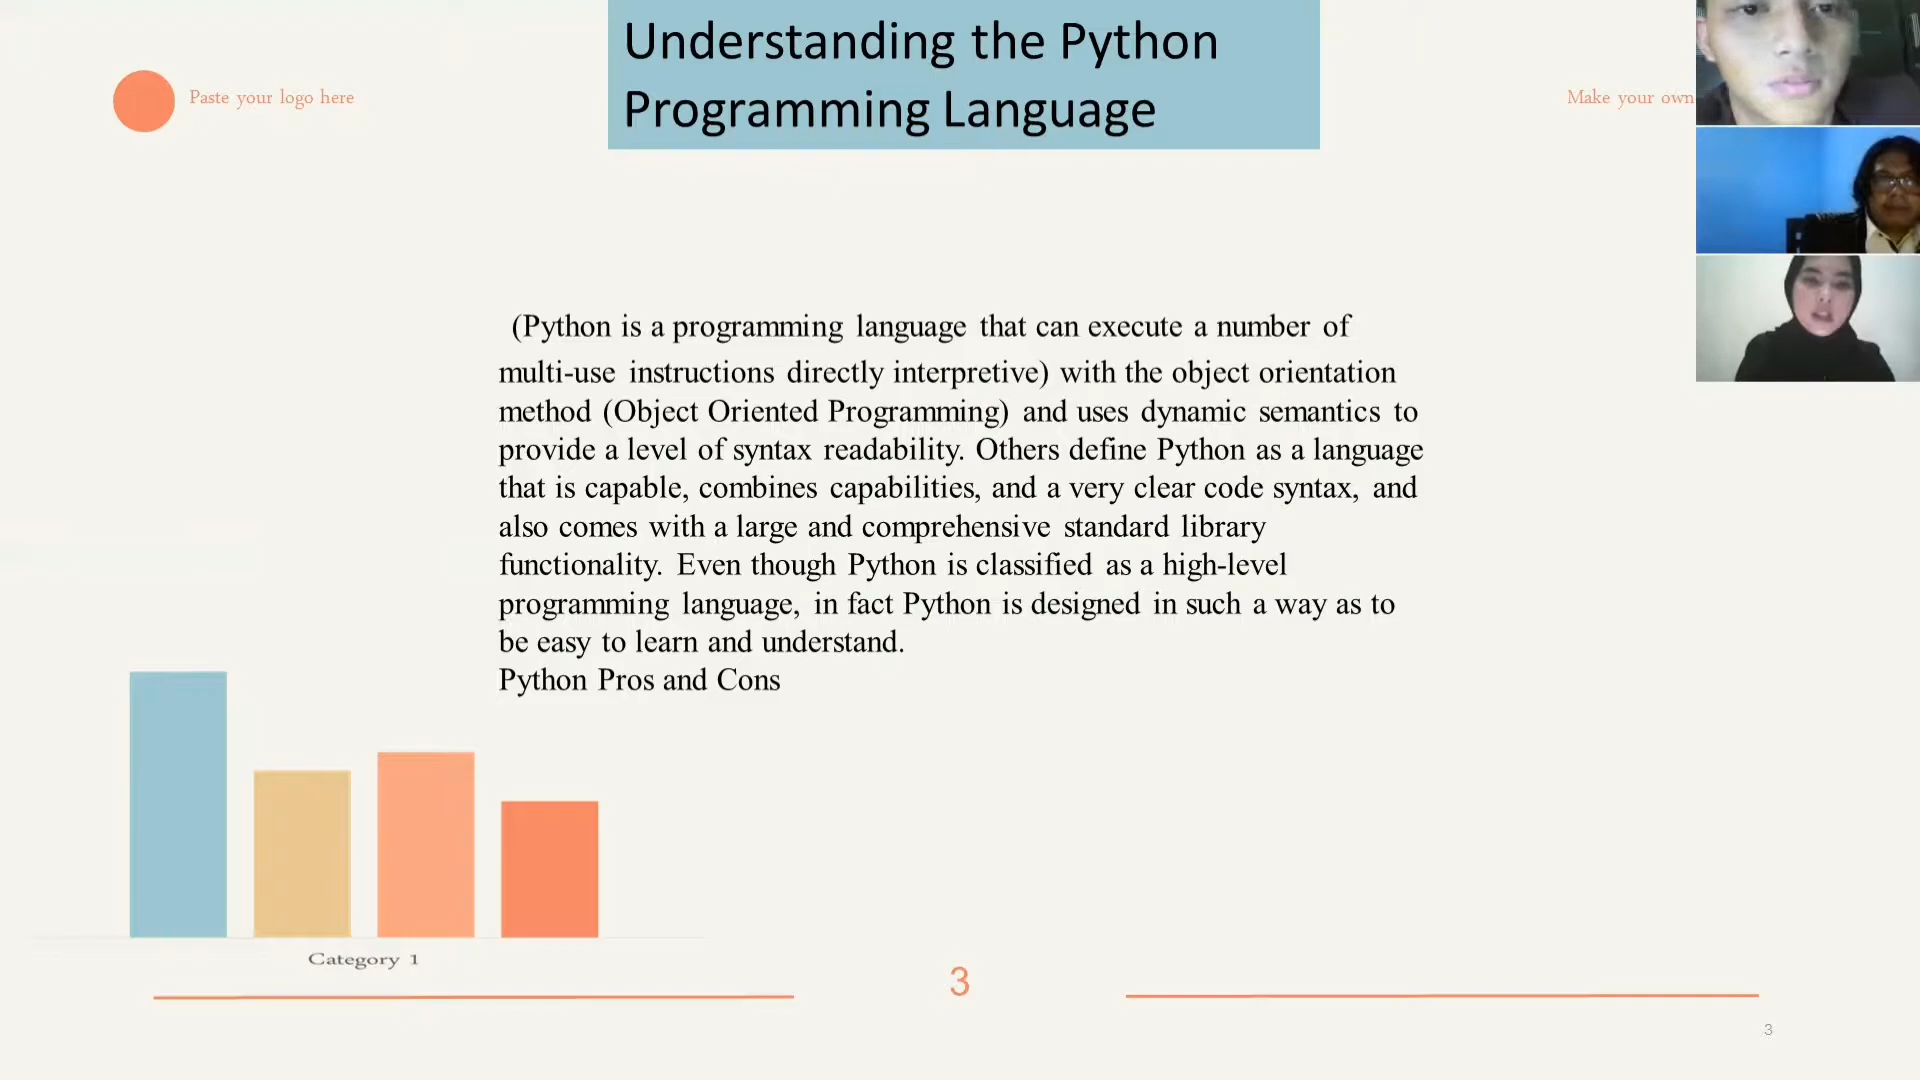 Understanding the Python
Programming Language
Paste your logo here
Make your own
(Python is a programming language that can execute a number of
multi-use instructions directly interpretive) with the object orientation
method (Object Oriented Programming) and uses dynamic semantics to
provide a level of syntax readability. Others define Python as a language
that is capable, combines capabilities, and a very clear code syntax, and
also comes with a large and comprehensive standard library
functionality. Even though Python is classified as a high-level
programming language, in fact Python is designed in such a way as to
be easy to learn and understand.
Python Pros and Cons
Category 1
3
3